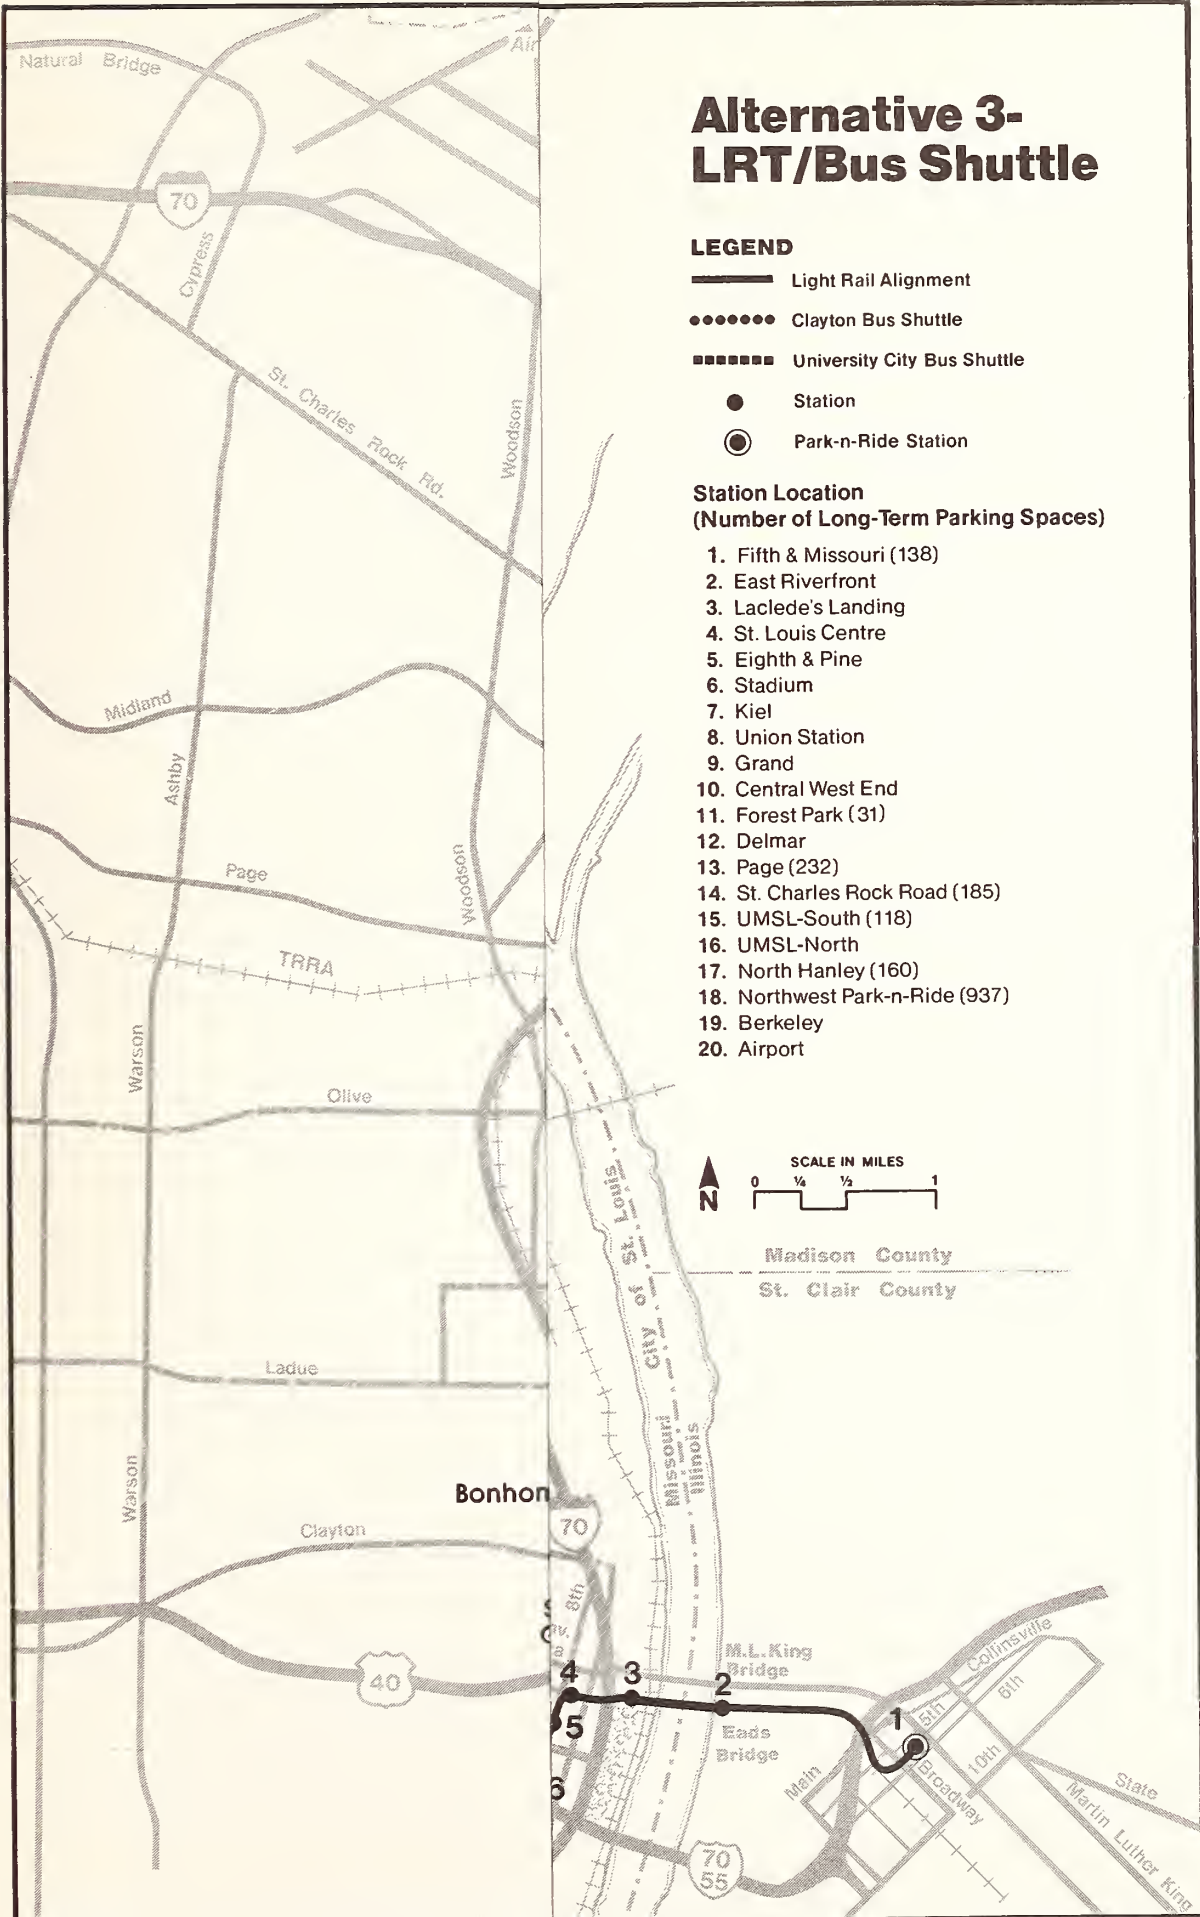 Alternative 3-
LRT/Bus Shuttle
LEGEND
Light Rail Alignment
Clayton Bus Shuttle
University City Bus Shuttle
Station
Park-n-Ride Station
Station Location
(Number of Long-Term Parking Spaces)
1. Fifth & Missouri (138)
2. East Riverfront
3. Laclede's Landing
4. St. Louis Centre
5. Eighth & Pine
6. Stadium
7. Kiel
8. Union Station
9. Grand
10. Central West End
11. Forest Park (31)
12. Delmar
13. Page (232)
14. St. Charles Rock Road (185)
15. UMSL-South (118)
16. UMSL-North
17. North Hanley (160)
18. Northwest Park-n-Ride (937)
19. Berkeley
20. Airport
SCALE IN MILES
0 ¼ ½ 1
N
Madison County
St. Clair County
Natural Bridge
Air
70
Cypress
St. Charles Rock Rd.
Woodson
Midland
Ashby
Page
Woodson
TRRA
Warson
Olive
City of St. Louis
Ladue
Missouri
Illinois
Warson
Bonhon
70
Clayton
8th
40
M.L.King
Bridge
4
3
2
1
5
6
Eads
Bridge
Collinsville
6th
5th
10th
Main
Broadway
State
Martin Luther King
70
55